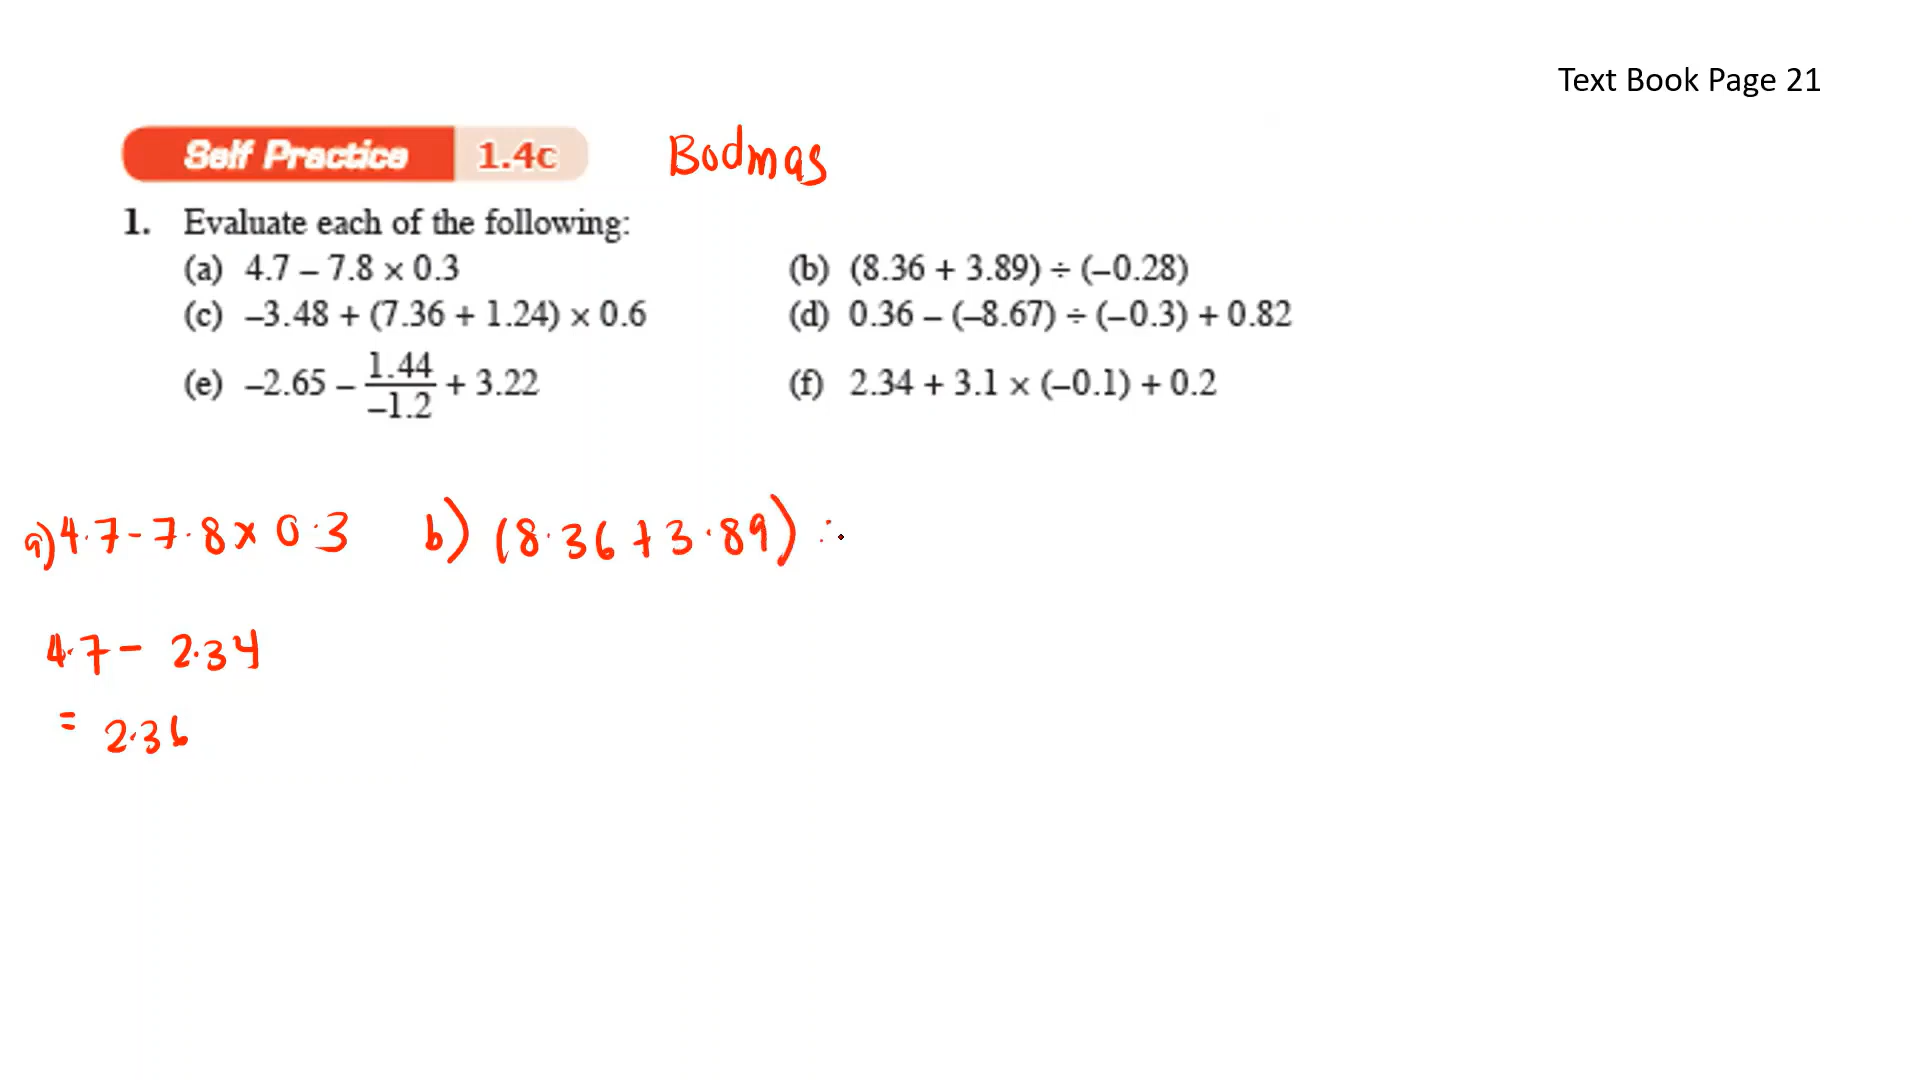 Text Book Page 21
Self Practice 1.4c Bodmas
1. Evaluate each of the following:
(a) 4.7 – 7.8 × 0.3 (b) (8.36 + 3.89) ÷ (–0.28)
(c) –3.48 + (7.36 + 1.24) × 0.6 (d) 0.36 – (–8.67) ÷ (–0.3) + 0.82
(e) –2.65 – 1.44/–1.2 + 3.22 (f) 2.34 + 3.1 × (–0.1) + 0.2
a) 4.7 - 7.8 × 0.3 b) (8.36 + 3.89) :
4.7 - 2.34
= 2.36